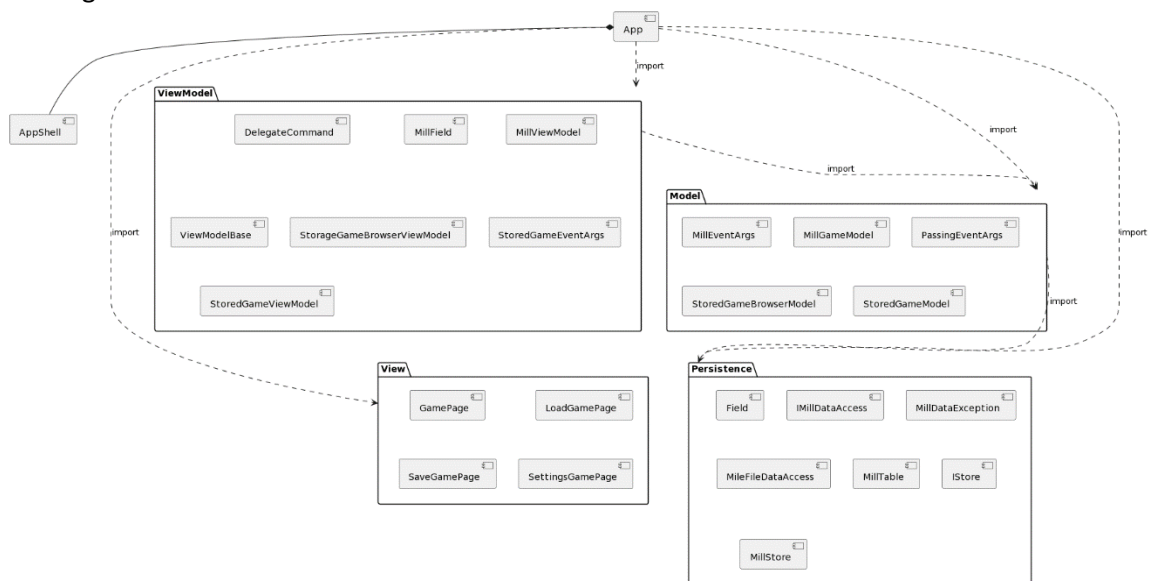 App
import
ViewModel
AppShell
DelegateCommand
MillField
MillViewModel
import
import
Model
ViewModelBase
StorageGameBrowserViewModel
StoredGameEventArgs
MillEventArgs
MillGameModel
PassingEventArgs
import
import
StoredGameViewModel
StoredGameBrowserModel
StoredGameModel
import
View
Persistence
GamePage
LoadGamePage
Field
IMillDataAccess
MillDataException
SaveGamePage
SettingsGamePage
MileFileDataAccess
MillTable
IStore
MillStore